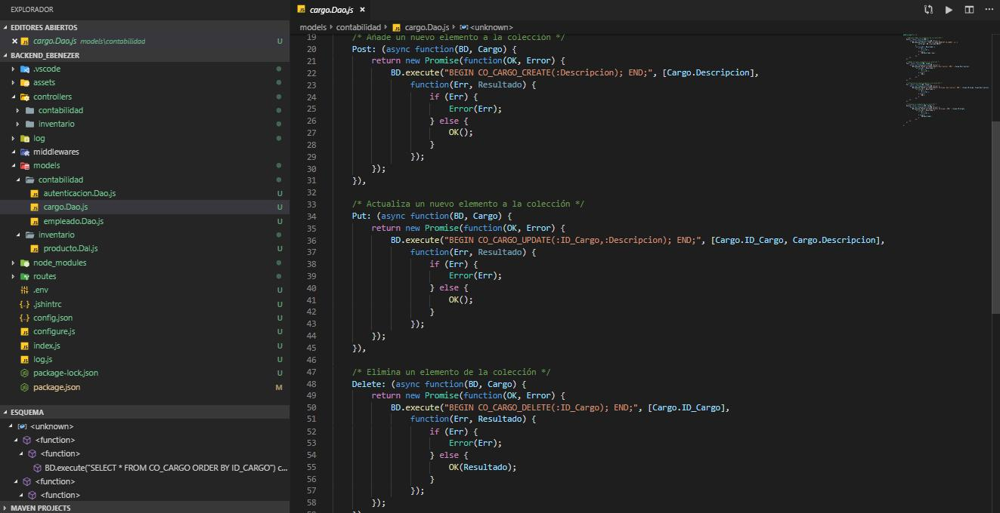 EXPLORADOR
EDITORES ABIERTOS
cargo.Dao.js models\contabilidad U
BACKEND_EBENEZER
.vscode
assets
controllers
contabilidad
inventario
log
middlewares
models
contabilidad
autenticacion.Dao.js U
cargo.Dao.js U
empleado.Dao.js U
inventario
producto.Dal.js U
node_modules
routes
.env U
.jshintrc U
config.json U
configure.js U
index.js U
log.js U
package-lock.json U
package.json M
ESQUEMA
<unknown>
<function>
<function>
BD.execute("SELECT * FROM CO_CARGO ORDER BY ID_CARGO") c...
<function>
<function>
MAVEN PROJECTS
cargo.Dao.js
models › contabilidad › cargo.Dao.js › <unknown>
19 /* Añade un nuevo elemento a la colección */
20 Post: (async function(BD, Cargo) {
21 return new Promise(function(OK, Error) {
22 BD.execute("BEGIN CO_CARGO_CREATE(:Descripcion); END;", [Cargo.Descripcion],
23 function(Err, Resultado) {
24 if (Err) {
25 Error(Err);
26 } else {
27 OK();
28 }
29 });
30 });
31 }),
32
33 /* Actualiza un nuevo elemento a la colección */
34 Put: (async function(BD, Cargo) {
35 return new Promise(function(OK, Error) {
36 BD.execute("BEGIN CO_CARGO_UPDATE(:ID_Cargo,:Descripcion); END;", [Cargo.ID_Cargo, Cargo.Descripcion],
37 function(Err, Resultado) {
38 if (Err) {
39 Error(Err);
40 } else {
41 OK();
42 }
43 });
44 });
45 }),
46
47 /* Elimina un elemento de la colección */
48 Delete: (async function(BD, Cargo) {
49 return new Promise(function(OK, Error) {
50 BD.execute("BEGIN CO_CARGO_DELETE(:ID_Cargo); END;", [Cargo.ID_Cargo],
51 function(Err, Resultado) {
52 if (Err) {
53 Error(Err);
54 } else {
55 OK(Resultado);
56 }
57 });
58 });